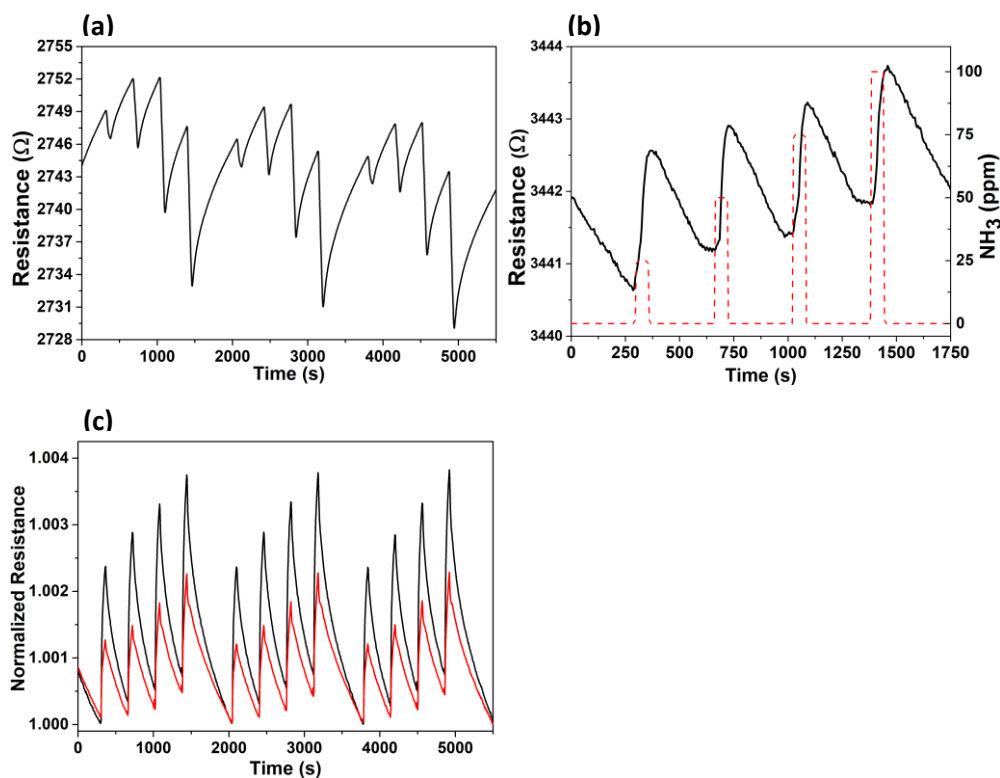 (a)
2755
2752
2749
2746
2743
2740
2737
2734
2731
2728
Resistance (Ω)
0 1000 2000 3000 4000 5000
Time (s)
(b)
3444
3443
3442
3441
3440
Resistance (Ω)
100
75
50
25
0
NH3 (ppm)
0 250 500 750 1000 1250 1500 1750
Time (s)
(c)
1.004
1.003
1.002
1.001
1.000
Normalized Resistance
0 1000 2000 3000 4000 5000
Time (s)